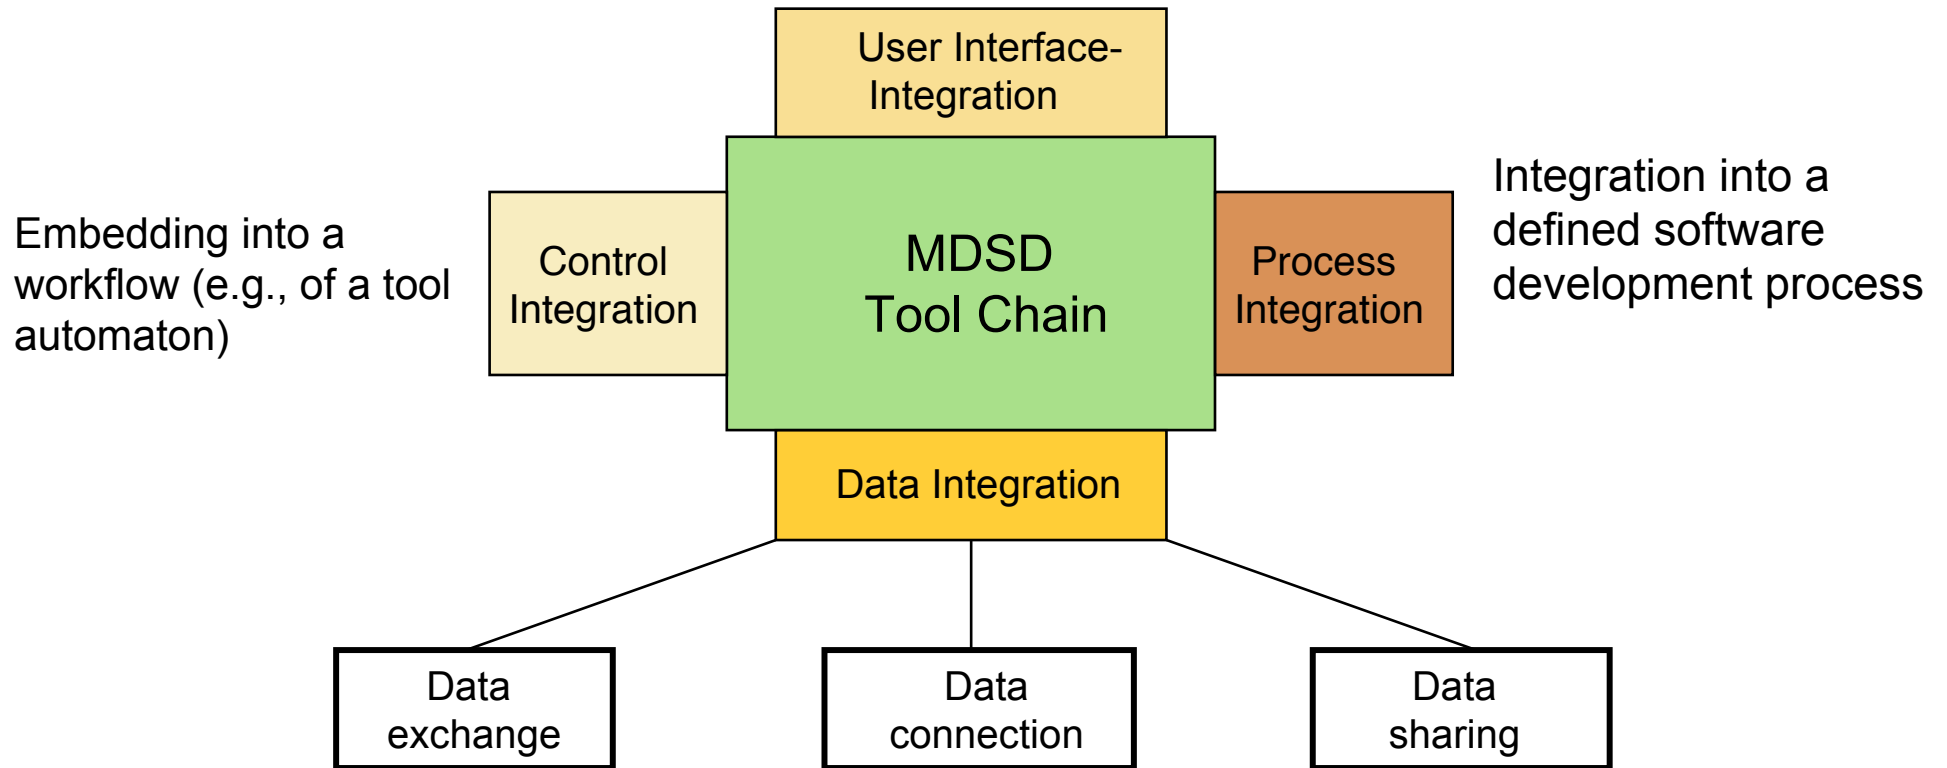 User Interface-
Integration
Embedding into a
workflow (e.g., of a tool
automaton)
Control
Integration
MDSD
Tool Chain
Process
Integration
Integration into a
defined software
development process
Data Integration
Data
exchange
Data
connection
Data
sharing